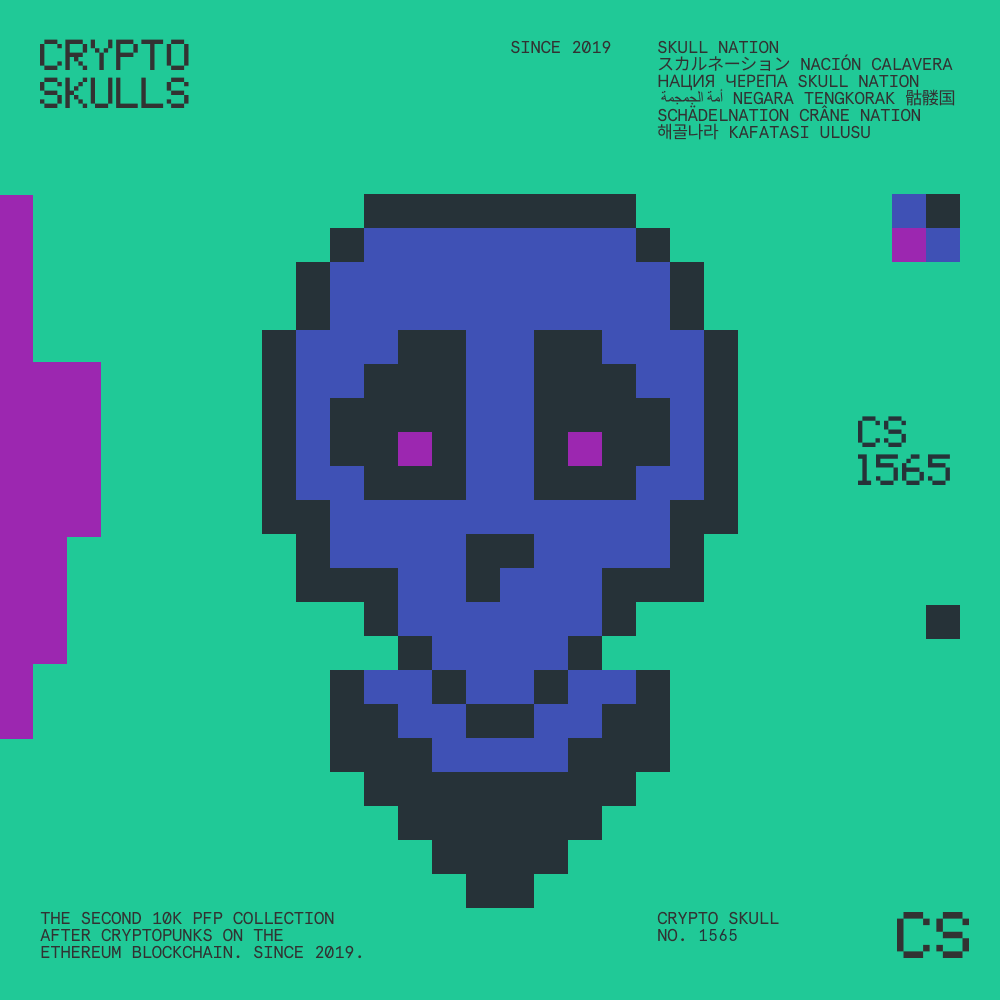 CRYPTO
SKULLS
SINCE 2019
SKULL NATION
スカルネーション NACIÓN CALAVERA
НАЦИЯ ЧЕРЕПА SKULL NATION
أمة الجمجمة NEGARA TENGKORAK 骷髅国
SCHÄDELNATION CRÂNE NATION
해골나라 KAFATASI ULUSU
CS
1565
THE SECOND 10K PFP COLLECTION
AFTER CRYPTOPUNKS ON THE
ETHEREUM BLOCKCHAIN. SINCE 2019.
CRYPTO SKULL
NO. 1565
CS